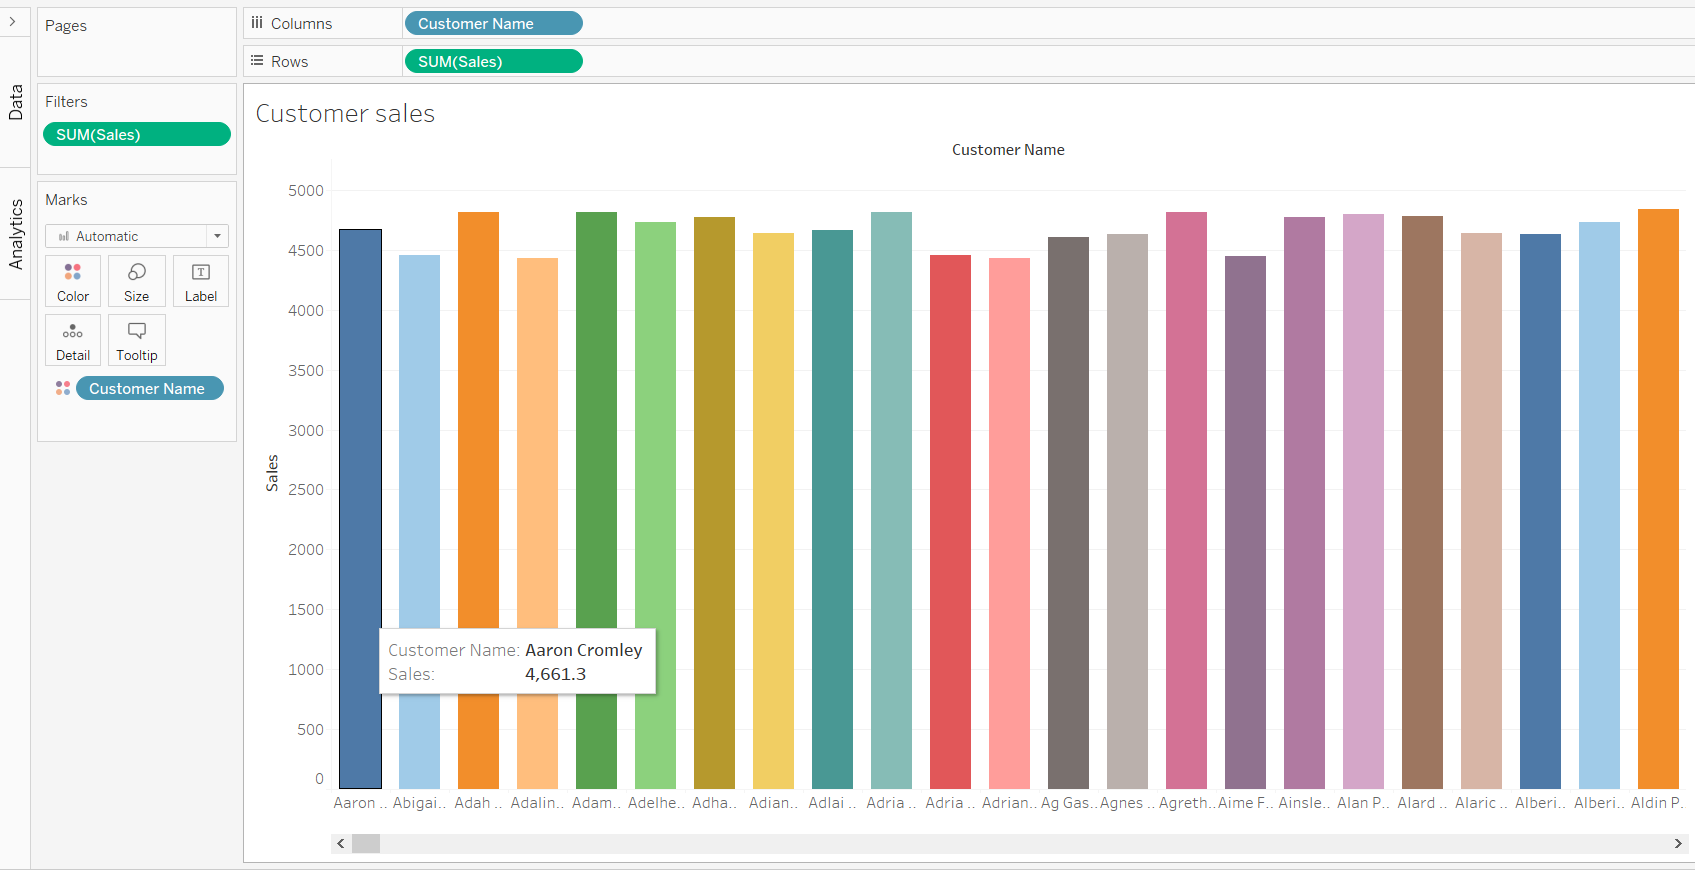 Pages
Columns
Customer Name
Rows
SUM(Sales)
Data
Analytics
Filters
SUM(Sales)
Marks
Automatic
Color
Size
Label
Detail
Tooltip
Customer Name
Customer sales
Customer Name
5000
4500
4000
3500
3000
2500
2000
1500
1000
500
0
Sales
Customer Name: Aaron Cromley
Sales: 4,661.3
Aaron .. Abigai.. Adah .. Adalin.. Adam.. Adelhe.. Adha.. Adian.. Adlai .. Adria .. Adria .. Adrian.. Ag Gas.. Agnes .. Agreth.. Aime F.. Ainsle.. Alan P.. Alard .. Alaric .. Alberi.. Alberi.. Aldin P.